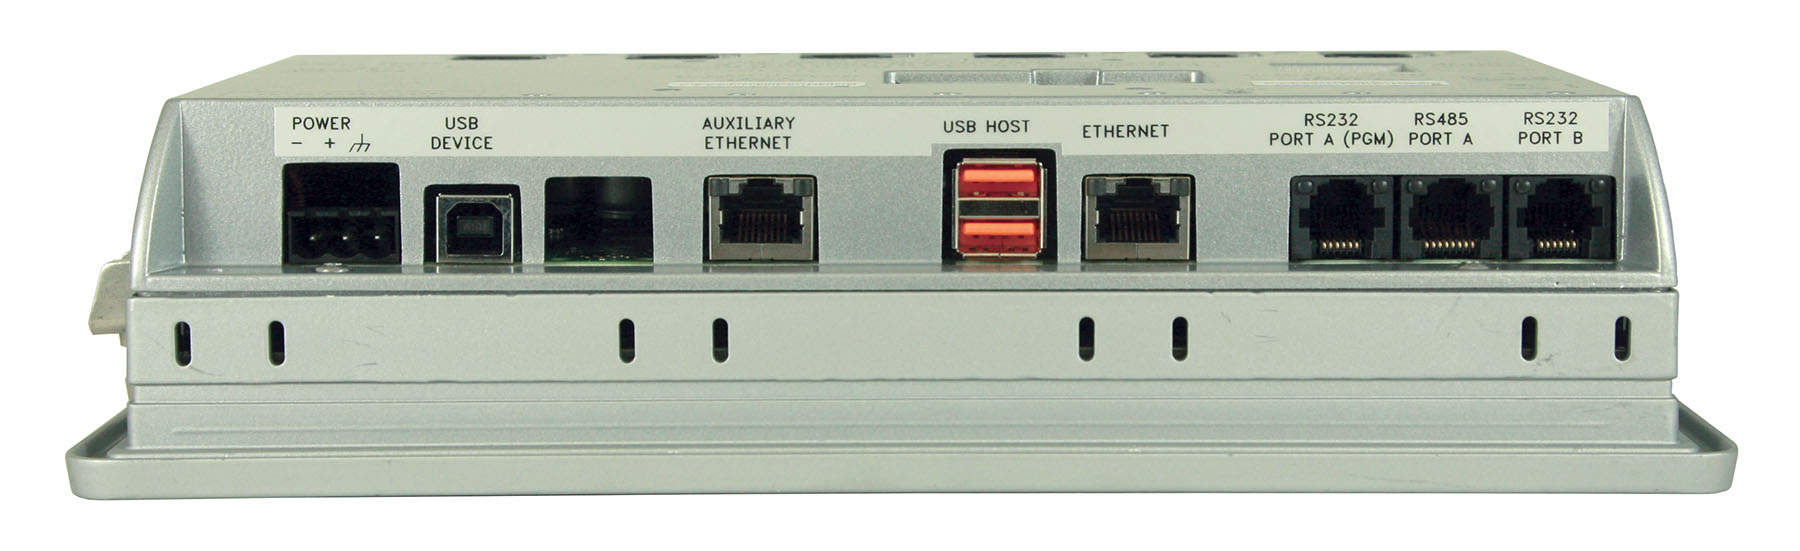 POWER
- +
USB
DEVICE
AUXILIARY
ETHERNET
USB HOST
ETHERNET
RS232
PORT A (PGM)
RS485
PORT A
RS232
PORT B